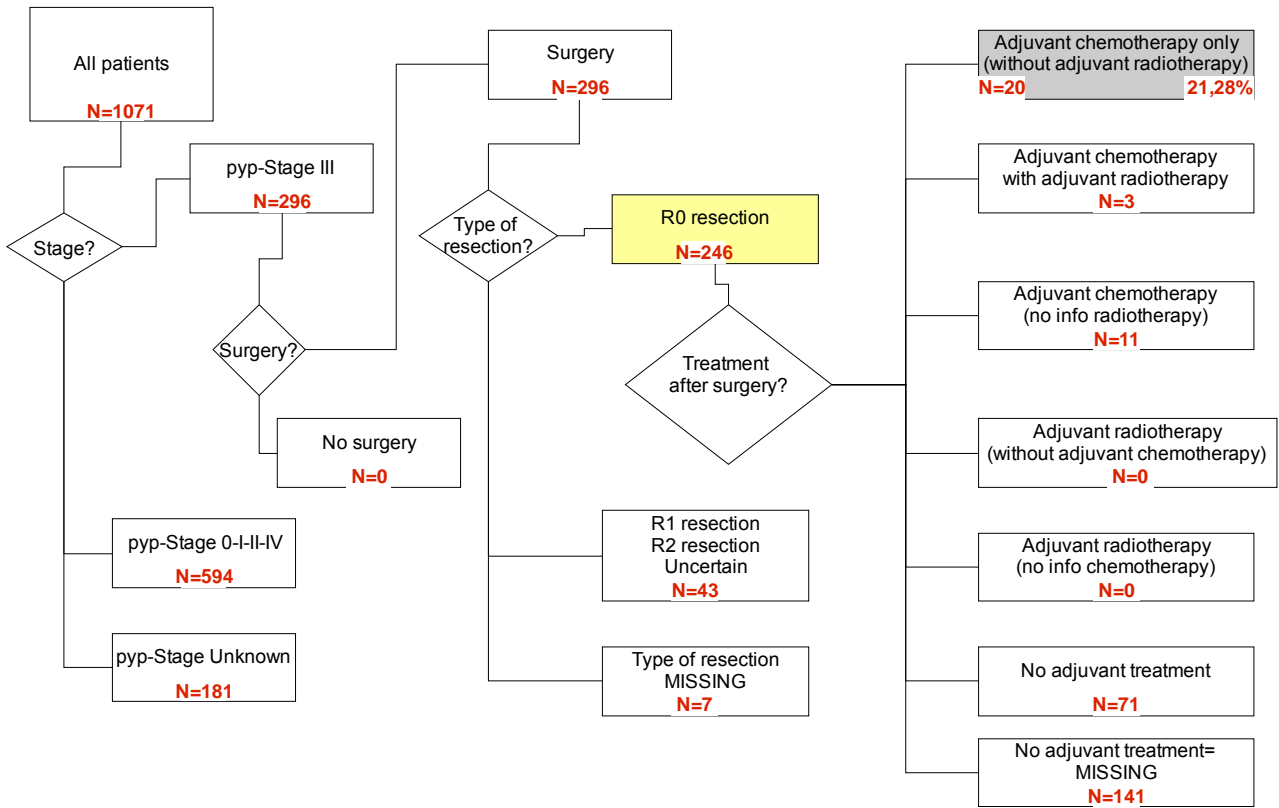 All patients
N=1071
Stage?
pyp-Stage III
N=296
Surgery?
No surgery
N=0
pyp-Stage 0-I-II-IV
N=594
pyp-Stage Unknown
N=181
Surgery
N=296
Type of
resection?
R0 resection
N=246
Treatment
after surgery?
R1 resection
R2 resection
Uncertain
N=43
Type of resection
MISSING
N=7
Adjuvant chemotherapy only
(without adjuvant radiotherapy)
N=20 21,28%
Adjuvant chemotherapy
with adjuvant radiotherapy
N=3
Adjuvant chemotherapy
(no info radiotherapy)
N=11
Adjuvant radiotherapy
(without adjuvant chemotherapy)
N=0
Adjuvant radiotherapy
(no info chemotherapy)
N=0
No adjuvant treatment
N=71
No adjuvant treatment=
MISSING
N=141